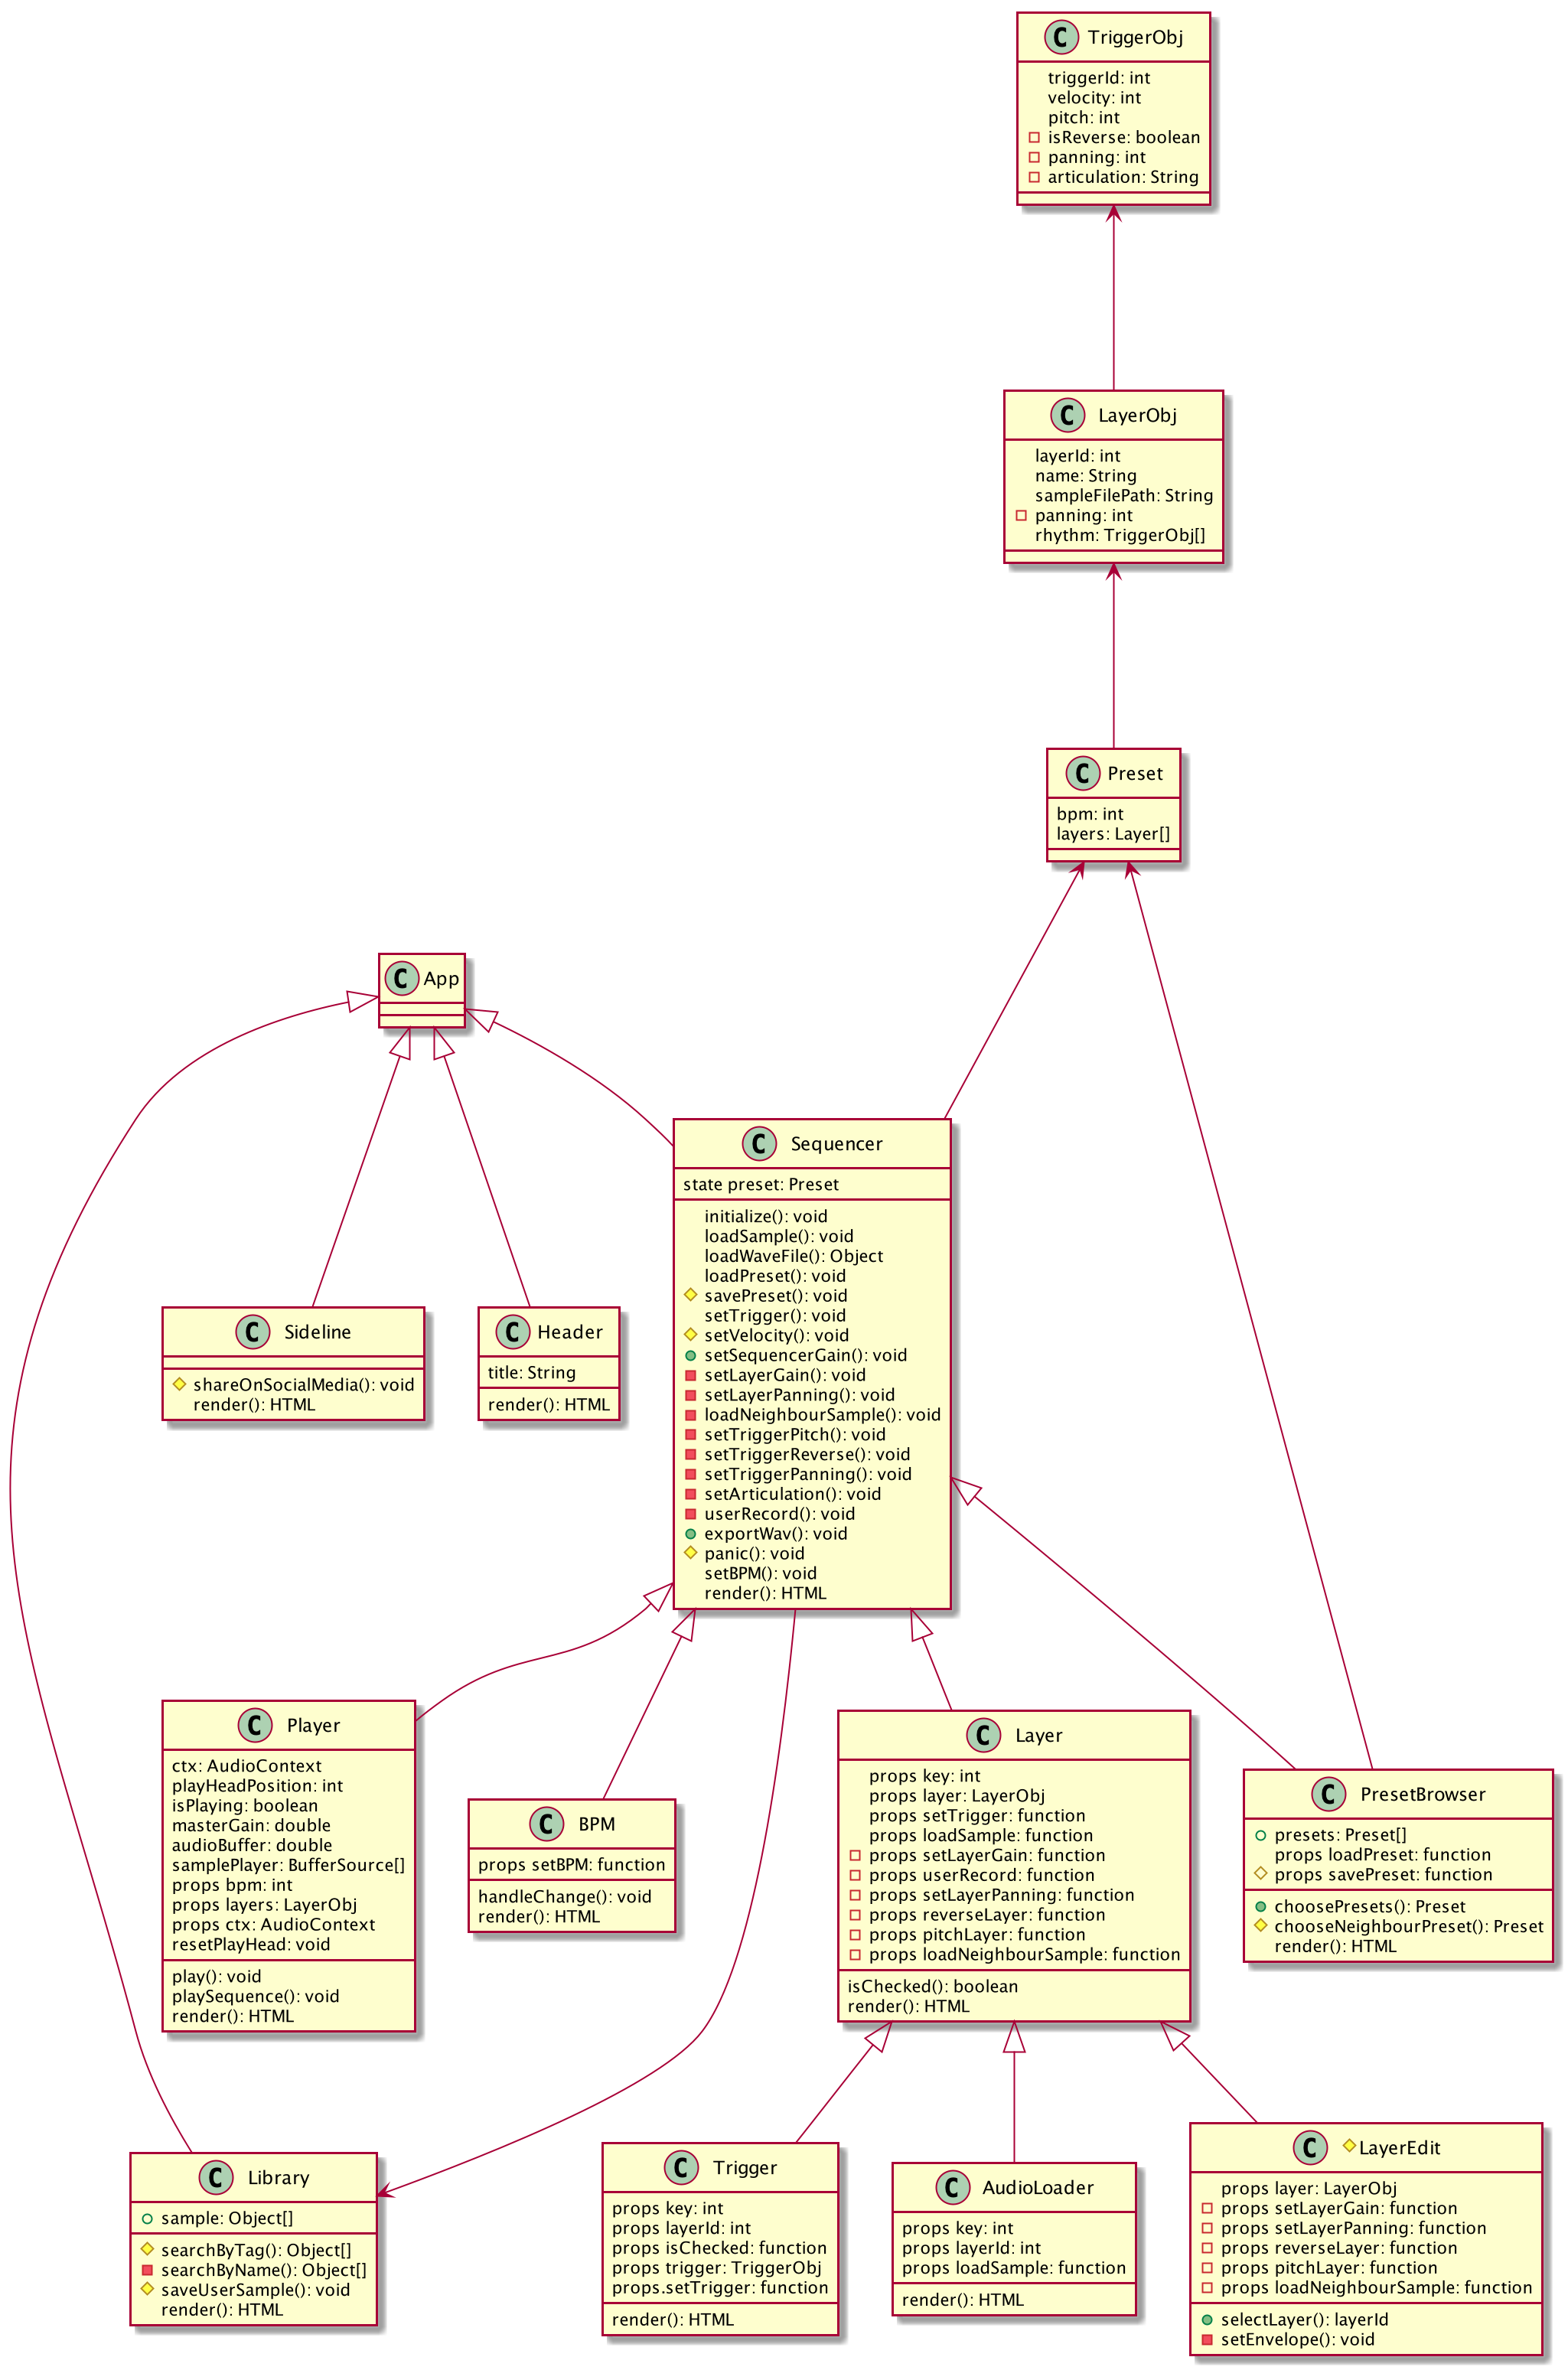 C TriggerObj
triggerId: int
velocity: int
pitch: int
isReverse: boolean
panning: int
articulation: String
C LayerObj
layerId: int
name: String
sampleFilePath: String
panning: int
rhythm: TriggerObj[]
C Preset
bpm: int
layers: Layer[]
C App
C Sequencer
state preset: Preset
initialize(): void
loadSample(): void
loadWaveFile(): Object
loadPreset(): void
savePreset(): void
setTrigger(): void
setVelocity(): void
setSequencerGain(): void
setLayerGain(): void
setLayerPanning(): void
loadNeighbourSample(): void
setTriggerPitch(): void
setTriggerReverse(): void
setTriggerPanning(): void
setArticulation(): void
userRecord(): void
exportWav(): void
panic(): void
setBPM(): void
render(): HTML
C Sideline
shareOnSocialMedia(): void
render(): HTML
C Header
title: String
render(): HTML
C Player
ctx: AudioContext
playHeadPosition: int
isPlaying: boolean
masterGain: double
audioBuffer: double
samplePlayer: BufferSource[]
props bpm: int
props layers: LayerObj
props ctx: AudioContext
resetPlayHead: void
play(): void
playSequence(): void
render(): HTML
C BPM
props setBPM: function
handleChange(): void
render(): HTML
C Layer
props key: int
props layer: LayerObj
props setTrigger: function
props loadSample: function
props setLayerGain: function
props userRecord: function
props setLayerPanning: function
props reverseLayer: function
props pitchLayer: function
props loadNeighbourSample: function
isChecked(): boolean
render(): HTML
C PresetBrowser
presets: Preset[]
props loadPreset: function
props savePreset: function
choosePresets(): Preset
chooseNeighbourPreset(): Preset
render(): HTML
C Library
sample: Object[]
searchByTag(): Object[]
searchByName(): Object[]
saveUserSample(): void
render(): HTML
C Trigger
props key: int
props layerId: int
props isChecked: function
props trigger: TriggerObj
props.setTrigger: function
render(): HTML
C AudioLoader
props key: int
props layerId: int
props loadSample: function
render(): HTML
C LayerEdit
props layer: LayerObj
props setLayerGain: function
props setLayerPanning: function
props reverseLayer: function
props pitchLayer: function
props loadNeighbourSample: function
selectLayer(): layerId
setEnvelope(): void